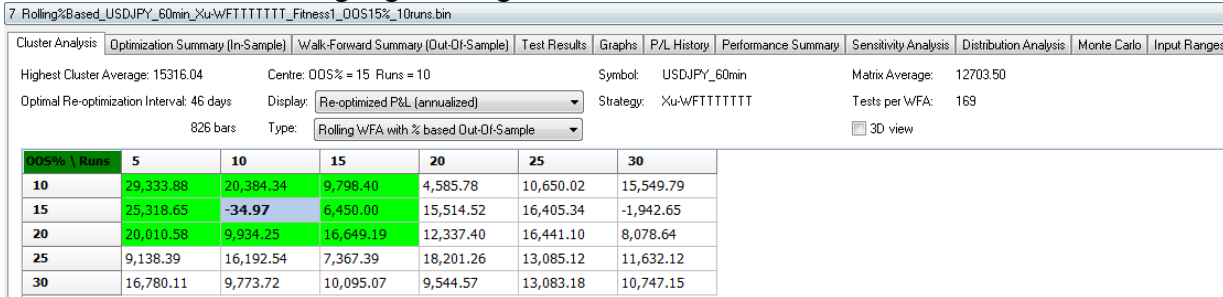 7 Rolling%Based_USDJPY_60min_Xu-WFTTTTTTT_Fitness1_OOS15%_10runs.bin
Cluster Analysis Optimization Summary (In-Sample) Walk-Forward Summary (Out-Of-Sample) Test Results Graphs P/L History Performance Summary Sensitivity Analysis Distribution Analysis Monte Carlo Input Ranges
Highest Cluster Average: 15316.04 Centre: OOS% = 15 Runs = 10 Symbol: USDJPY_60min Matrix Average: 12703.50
Optimal Re-optimization Interval: 46 days Display: Re-optimized P&L (annualized) Strategy: Xu-WFTTTTTTT Tests per WFA: 169
826 bars Type: Rolling WFA with % based Out-Of-Sample 3D view
OOS% \ Runs 5 10 15 20 25 30
10 29,333.88 20,384.34 9,798.40 4,585.78 10,650.02 15,549.79
15 25,318.65 -34.97 6,450.00 15,514.52 16,405.34 -1,942.65
20 20,010.58 9,934.25 16,649.19 12,337.40 16,441.10 8,078.64
25 9,138.39 16,192.54 7,367.39 18,201.26 13,085.12 11,632.12
30 16,780.11 9,773.72 10,095.07 9,544.57 13,083.18 10,747.15